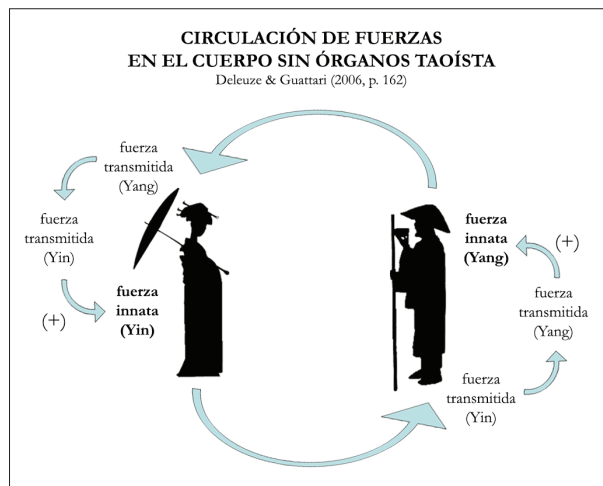 CIRCULACIÓN DE FUERZAS
EN EL CUERPO SIN ÓRGANOS TAOÍSTA
Deleuze & Guattari (2006, p. 162)
fuerza
transmitida
(Yang)
fuerza
transmitida
(Yin)
(+)
fuerza
innata
(Yin)
fuerza
innata
(Yang)
(+)
fuerza
transmitida
(Yang)
fuerza
transmitida
(Yin)